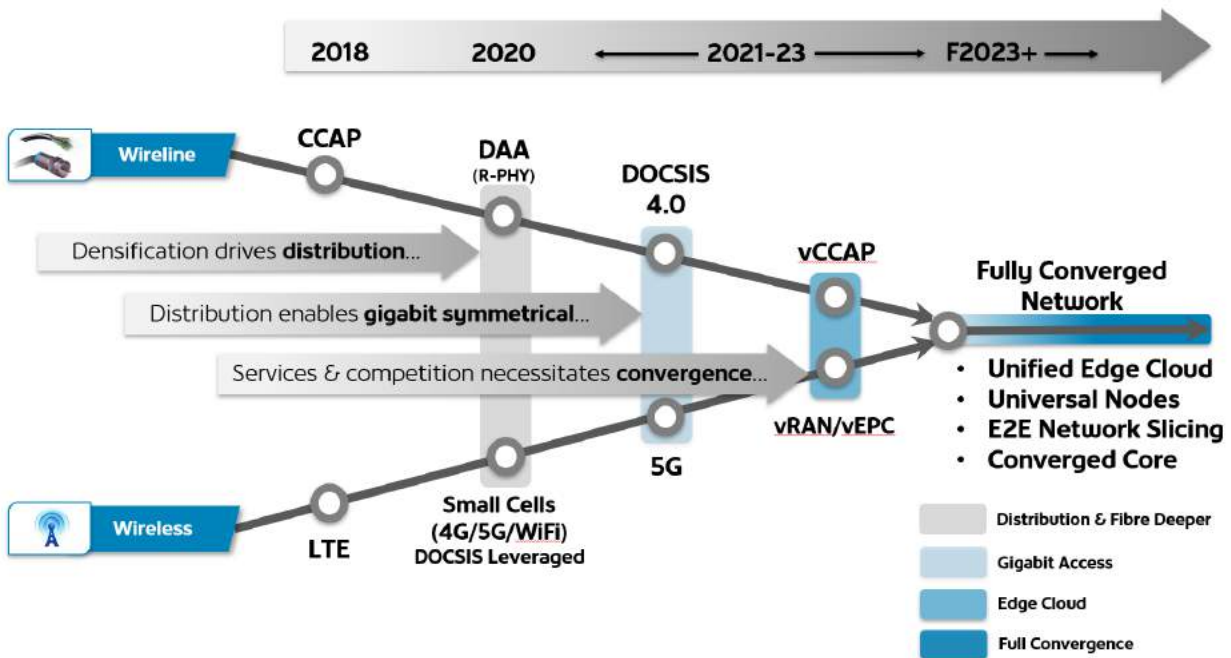 2018
2020
2021-23
F2023+
Wireline
CCAP
DAA
(R-PHY)
DOCSIS
4.0
vCCAP
Densification drives distribution...
Distribution enables gigabit symmetrical...
Services & competition necessitates convergence...
Fully Converged
Network
• Unified Edge Cloud
• Universal Nodes
• E2E Network Slicing
• Converged Core
vRAN/vEPC
5G
Small Cells
(4G/5G/WiFi)
DOCSIS Leveraged
LTE
Wireless
Distribution & Fibre Deeper
Gigabit Access
Edge Cloud
Full Convergence